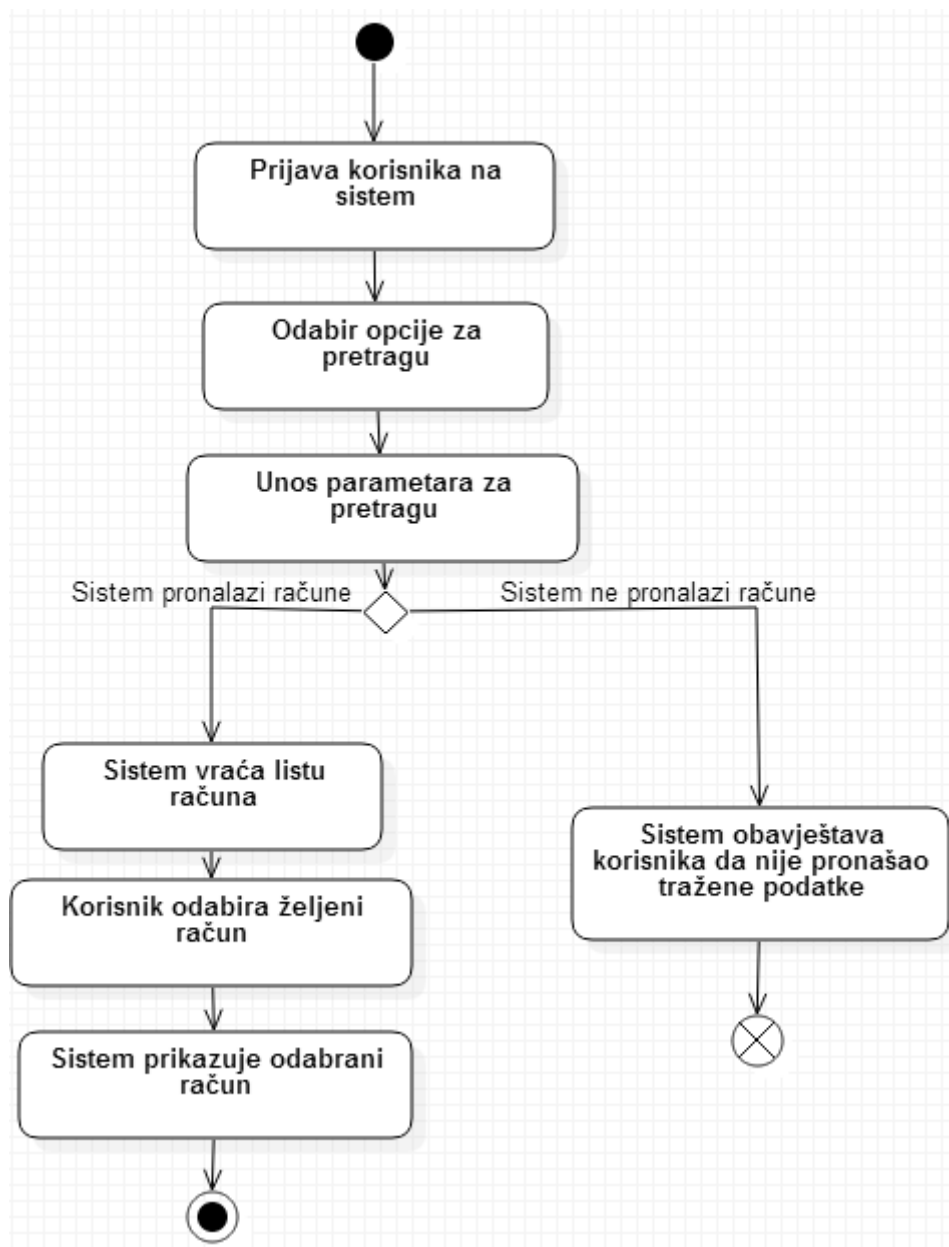 Prijava korisnika na
sistem
Odabir opcije za
pretragu
Unos parametara za
pretragu
Sistem pronalazi račune
Sistem ne pronalazi račune
Sistem vraća listu
računa
Sistem obavještava
korisnika da nije pronašao
tražene podatke
Korisnik odabira željeni
račun
Sistem prikazuje odabrani
račun